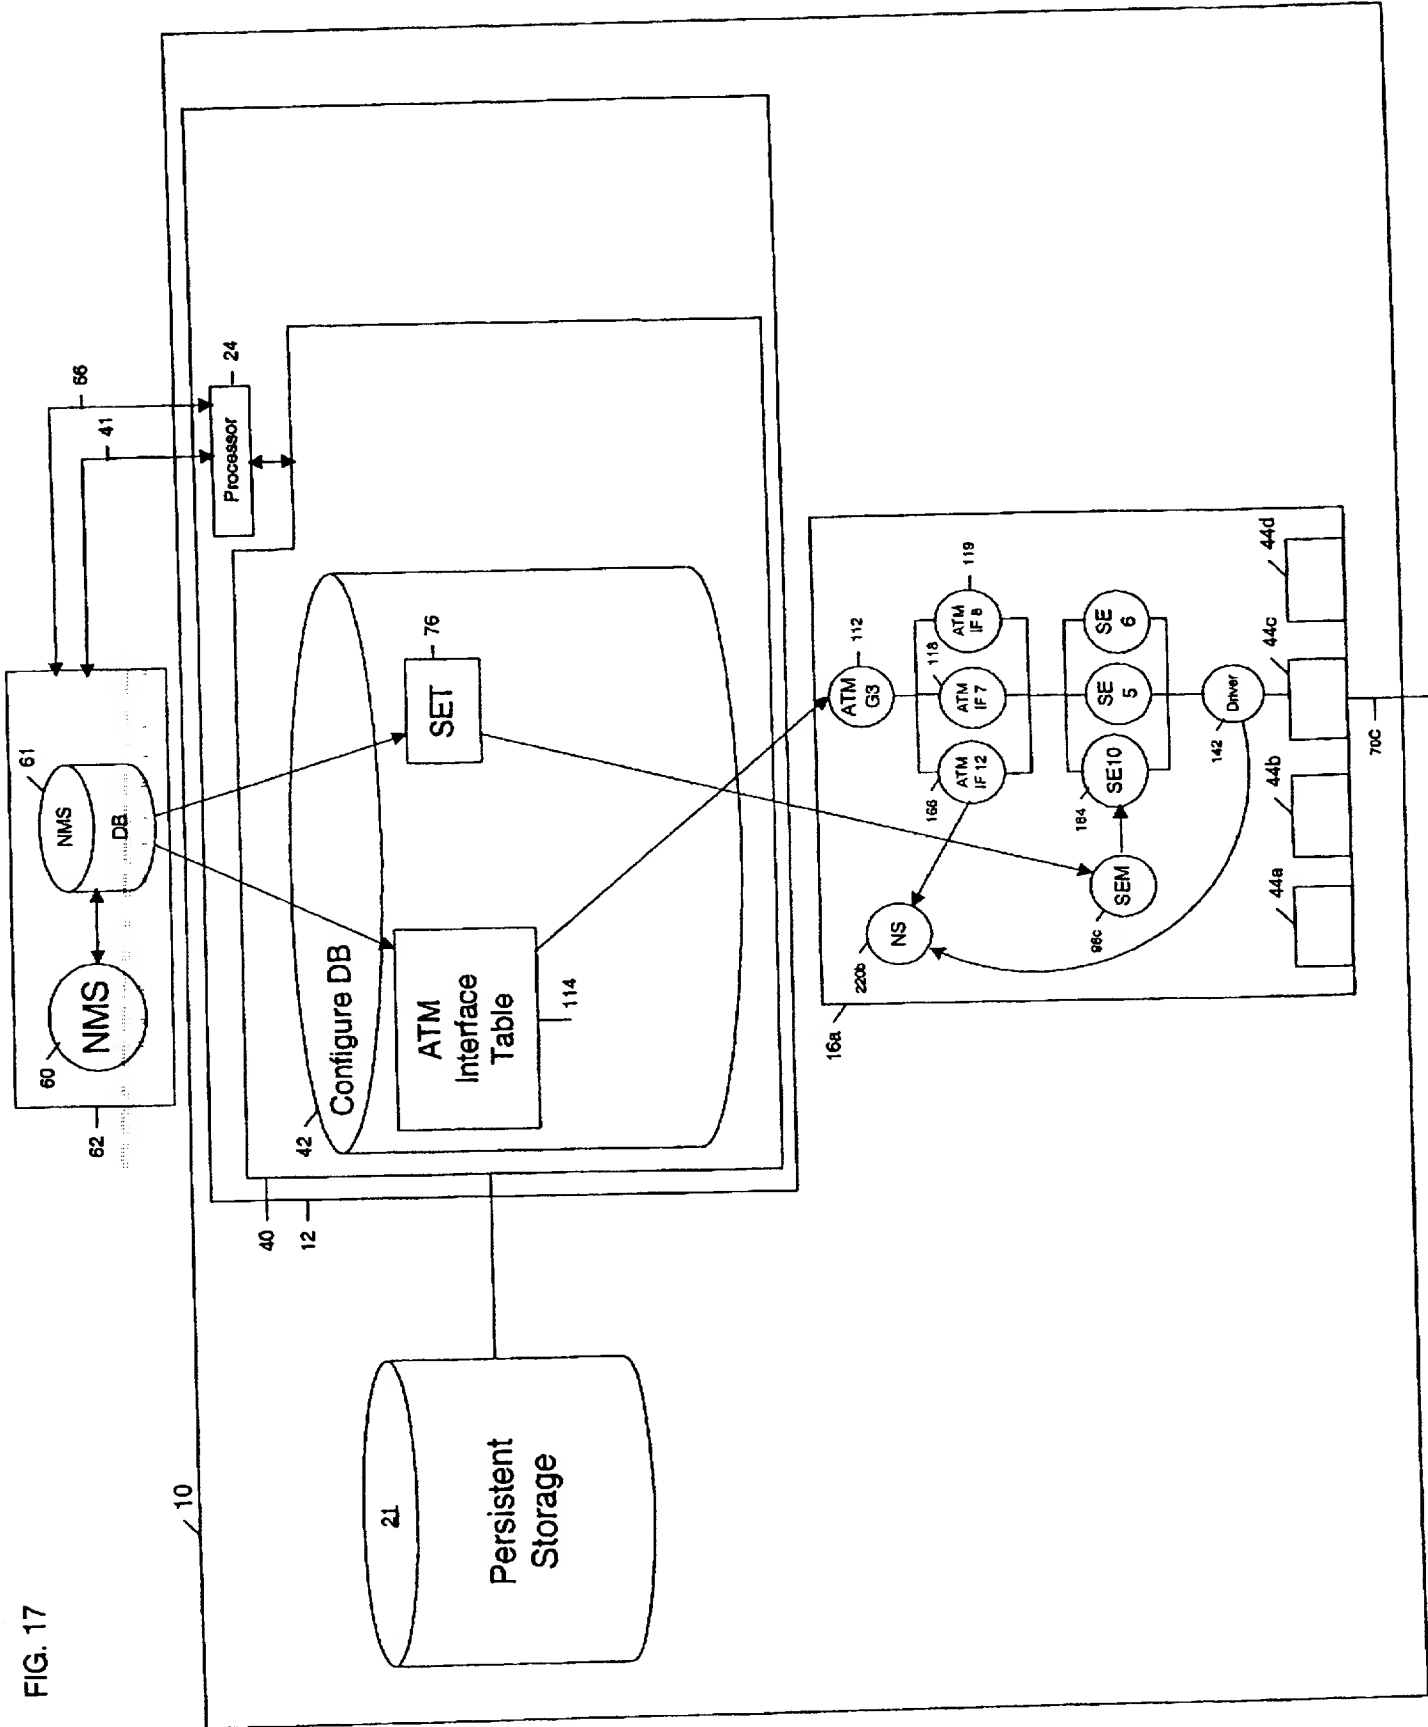 FIG. 17
10
62
60
NMS
61
NMS
DB
66
41
24
Processor
40
12
42
Configure DB
ATM
Interface
Table
114
SET
76
21
Persistent
Storage
16a
ATM
G3
112
ATM
IF 12
166
ATM
IF 7
118
ATM
IF 8
119
NS
220b
SEM
96c
SE10
184
SE
5
SE
6
Driver
142
44a
44b
44c
44d
70C